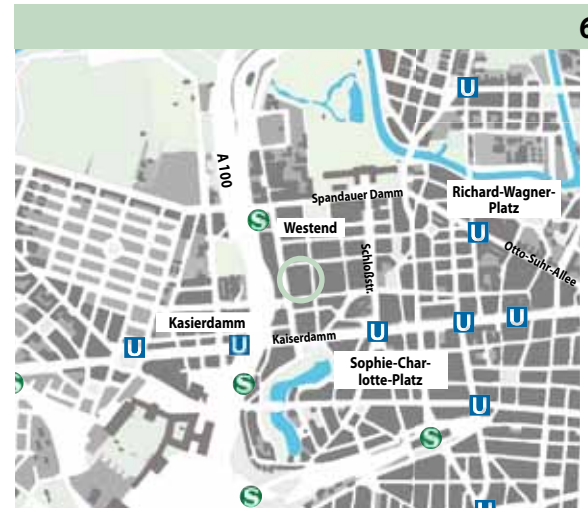 6
U
A 100
Spandauer Damm
Richard-Wagner-
Platz
S
Westend
U
Schloßstr.
Otto-Suhr-Allee
Kasierdamm
U
U
Kaiserdamm
U
U
U
Sophie-Char-
lotte-Platz
S
S
U
S
S
U